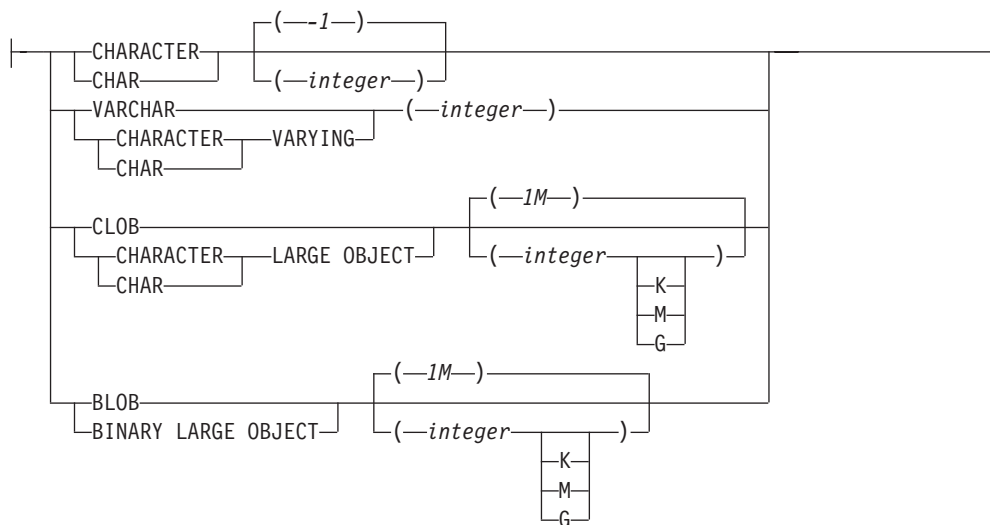 ( -1 )
CHARACTER
CHAR ( integer )
VARCHAR ( integer )
CHARACTER VARYING
CHAR
( 1M )
CLOB
CHARACTER LARGE OBJECT ( integer )
CHAR K
M
G
( 1M )
BLOB
BINARY LARGE OBJECT ( integer )
K
M
G